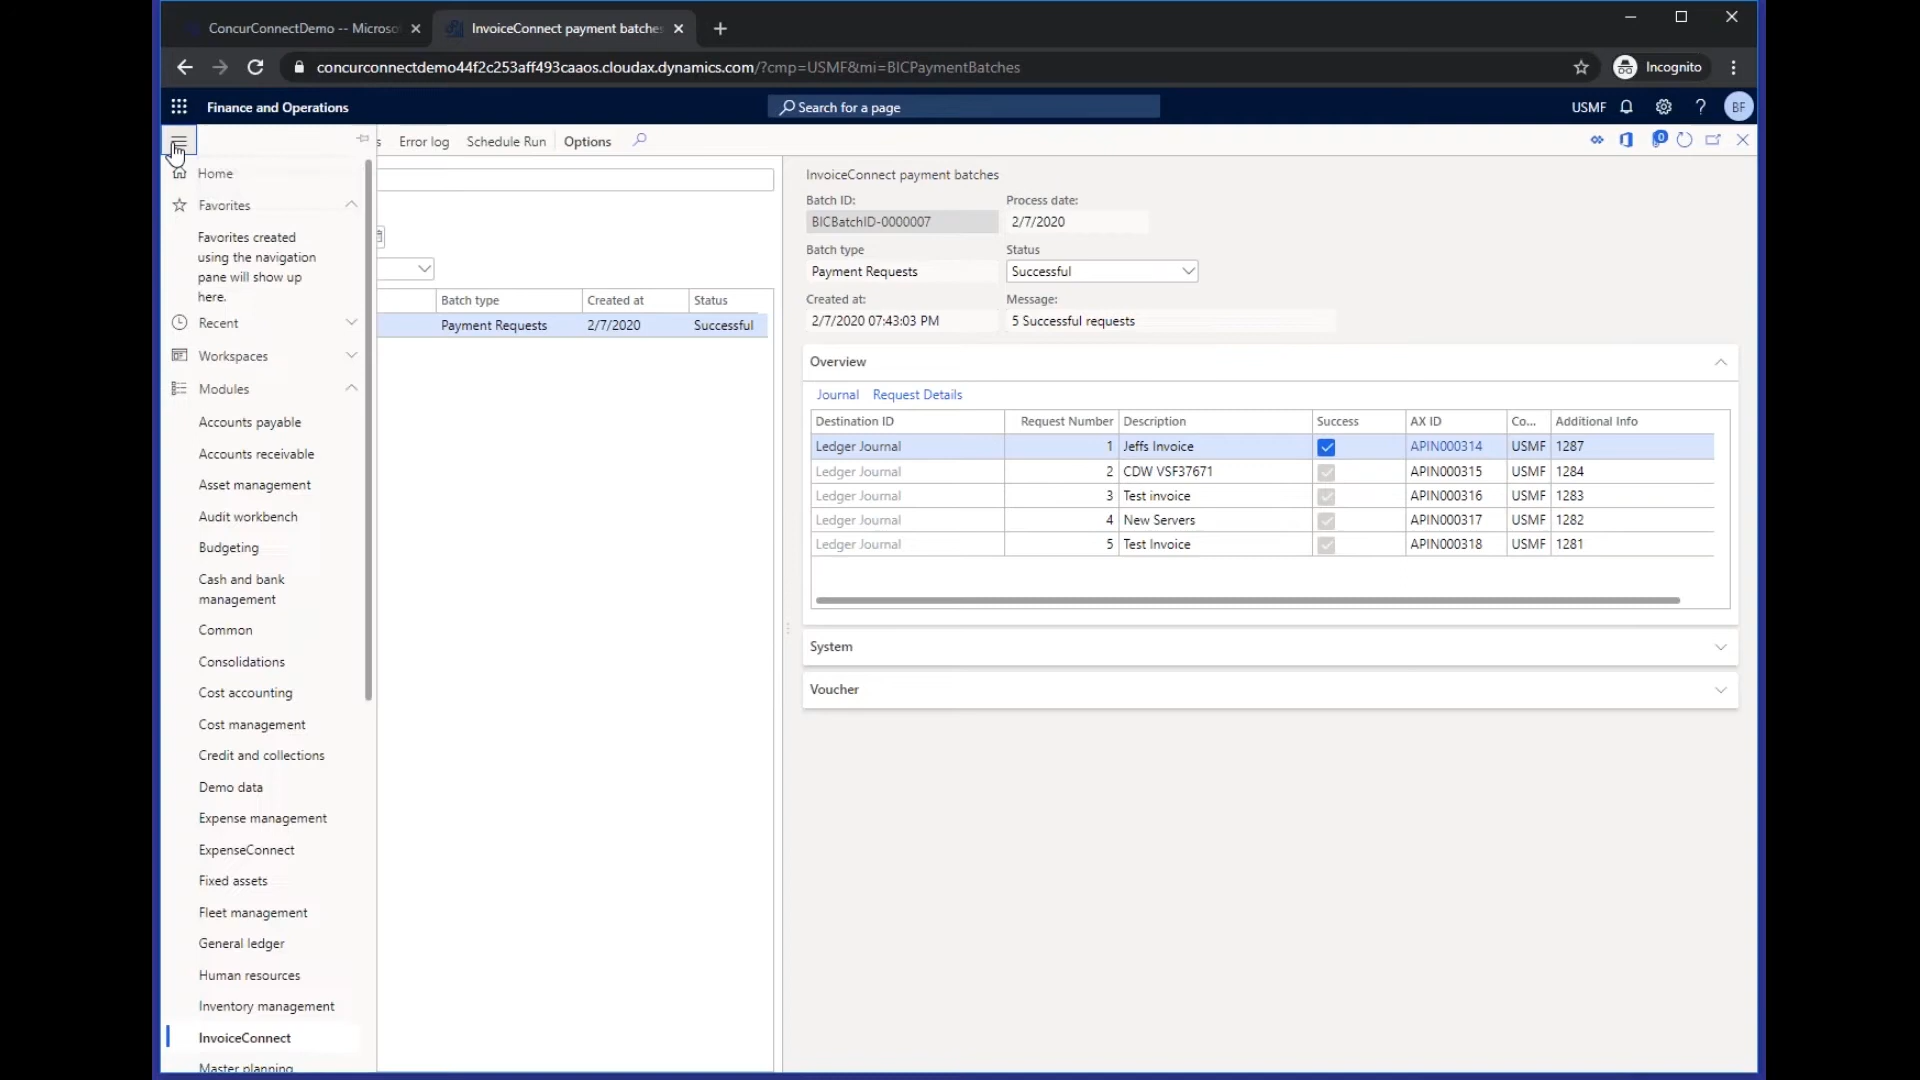 ConcurConnectDemo -- Microso
InvoiceConnect payment batches
concurconnectdemo44f2c253aff493caaos.cloudax.dynamics.com/?cmp=USMF&mi=BICPaymentBatches
Incognito
Finance and Operations
Search for a page
USMF
?
BF
s
Error log
Schedule Run
Options
0
Home
Favorites
Favorites created
using the navigation
pane will show up
here.
Recent
Workspaces
Modules
Accounts payable
Accounts receivable
Asset management
Audit workbench
Budgeting
Cash and bank
management
Common
Consolidations
Cost accounting
Cost management
Credit and collections
Demo data
Expense management
ExpenseConnect
Fixed assets
Fleet management
General ledger
Human resources
Inventory management
InvoiceConnect
Master planning
Batch type Created at Status
Payment Requests 2/7/2020 Successful
InvoiceConnect payment batches
Batch ID: Process date:
BICBatchID-0000007 2/7/2020
Batch type Status
Payment Requests Successful
Created at: Message:
2/7/2020 07:43:03 PM 5 Successful requests
Overview
Journal Request Details
Destination ID Request Number Description Success AX ID Co... Additional Info
Ledger Journal 1 Jeffs Invoice APIN000314 USMF 1287
Ledger Journal 2 CDW VSF37671 APIN000315 USMF 1284
Ledger Journal 3 Test invoice APIN000316 USMF 1283
Ledger Journal 4 New Servers APIN000317 USMF 1282
Ledger Journal 5 Test Invoice APIN000318 USMF 1281
System
Voucher